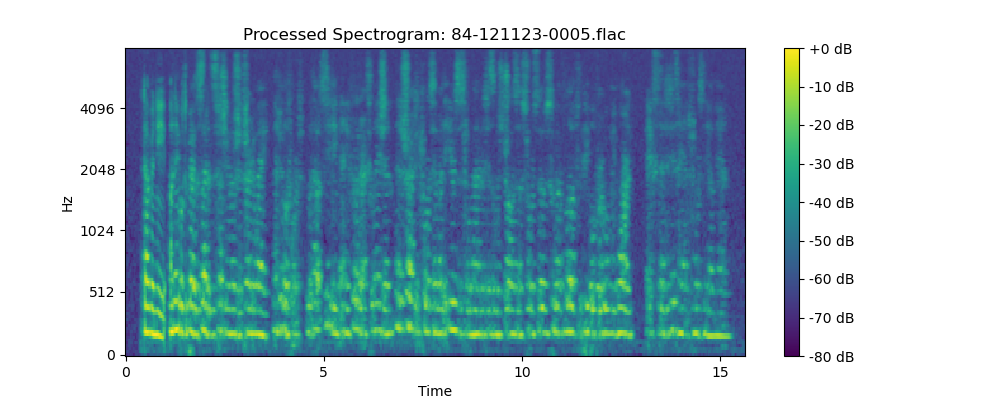 Processed Spectrogram: 84-121123-0005.flac
+0 dB
-10 dB
-20 dB
-30 dB
-40 dB
-50 dB
-60 dB
-70 dB
-80 dB
Hz
4096
2048
1024
512
0
0 5 10 15
Time